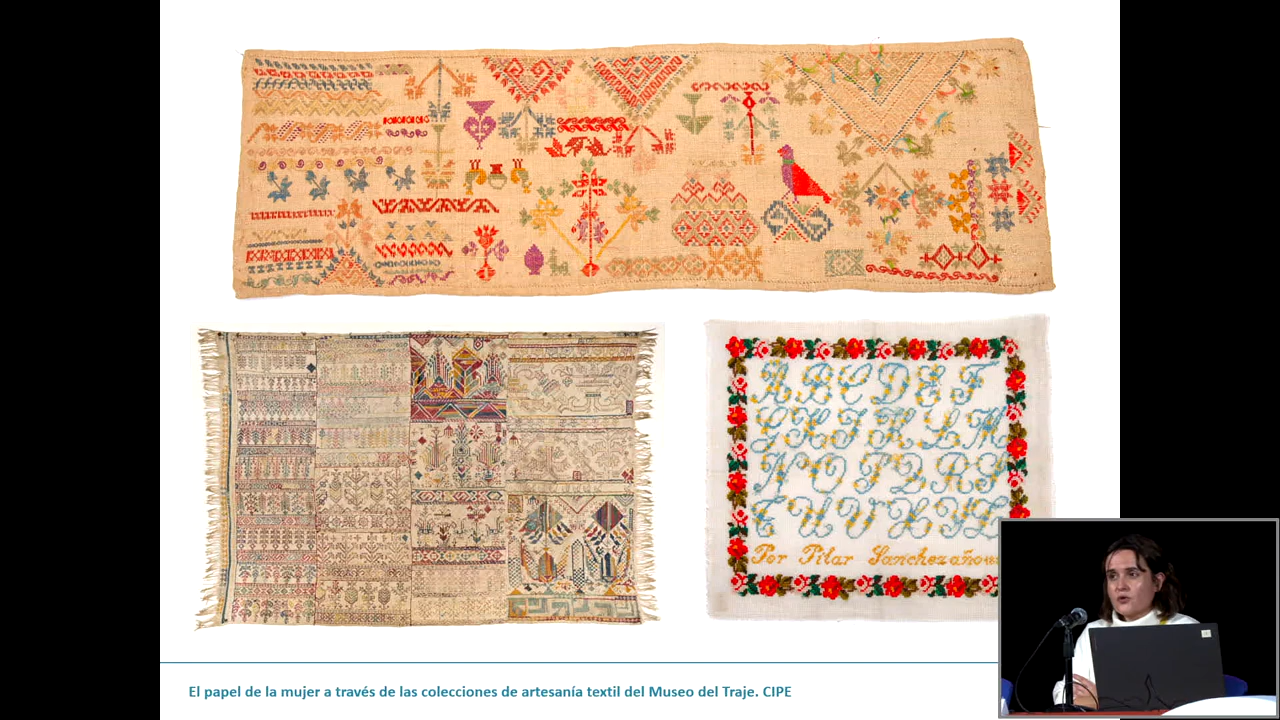 A B C D E F
G H I J K L M
N O P Q R S
T U V X Y Z
Por Pilar Sanchez
El papel de la mujer a través de las colecciones de artesanía textil del Museo del Traje. CIPE